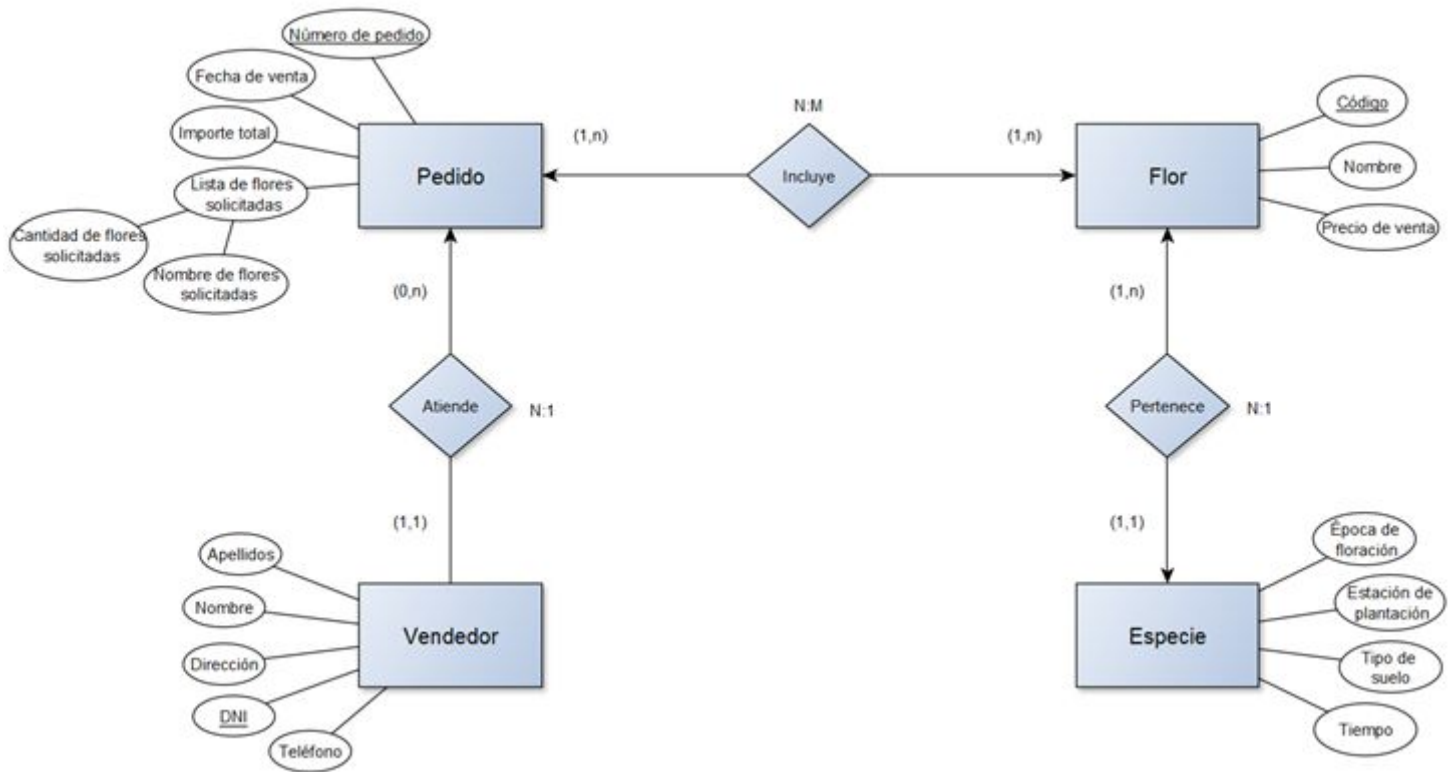 Número de pedido
Fecha de venta
Importe total
Lista de flores
solicitadas
Cantidad de flores
solicitadas
Nombre de flores
solicitadas
Pedido
(1,n)
N:M
Incluye
(1,n)
Flor
Código
Nombre
Precio de venta
(0,n)
Atiende
N:1
(1,1)
(1,n)
Pertenece
N:1
(1,1)
Apellidos
Nombre
Dirección
DNI
Teléfono
Vendedor
Especie
Época de
floración
Estación de
plantación
Tipo de
suelo
Tiempo